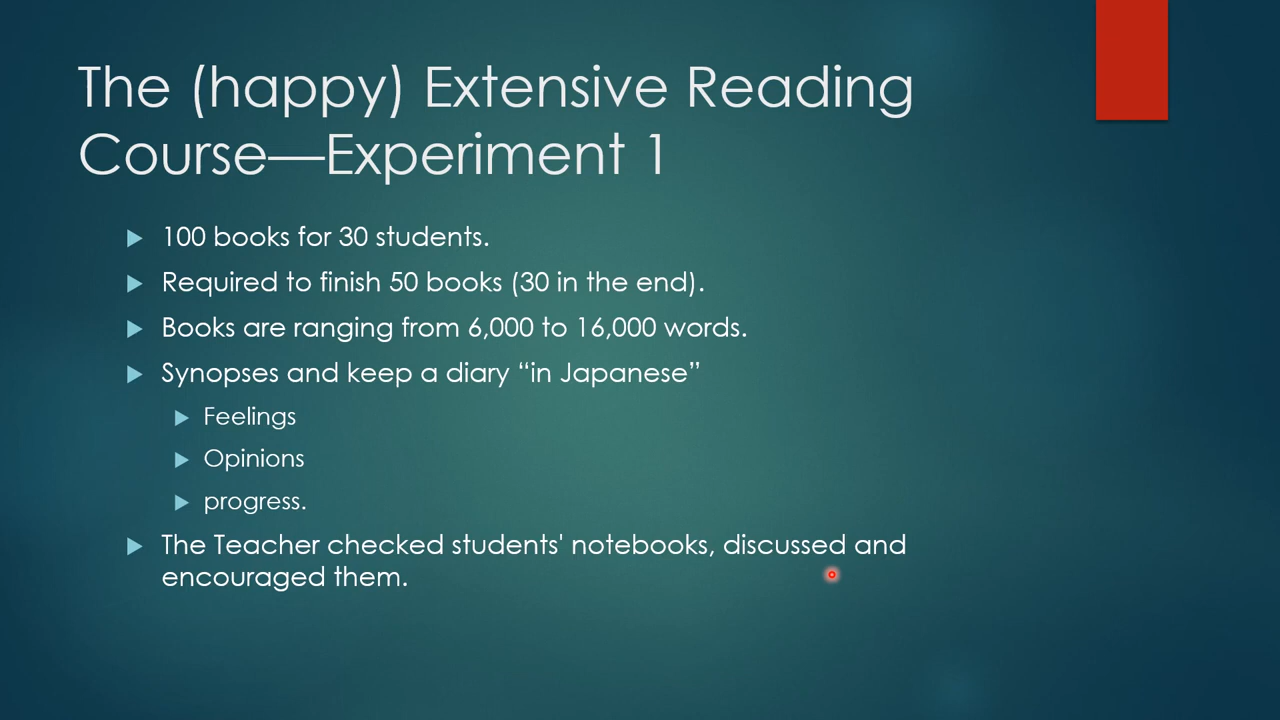 The (happy) Extensive Reading
Course—Experiment 1
100 books for 30 students.
Required to finish 50 books (30 in the end).
Books are ranging from 6,000 to 16,000 words.
Synopses and keep a diary “in Japanese”
Feelings
Opinions
progress.
The Teacher checked students' notebooks, discussed and
encouraged them.